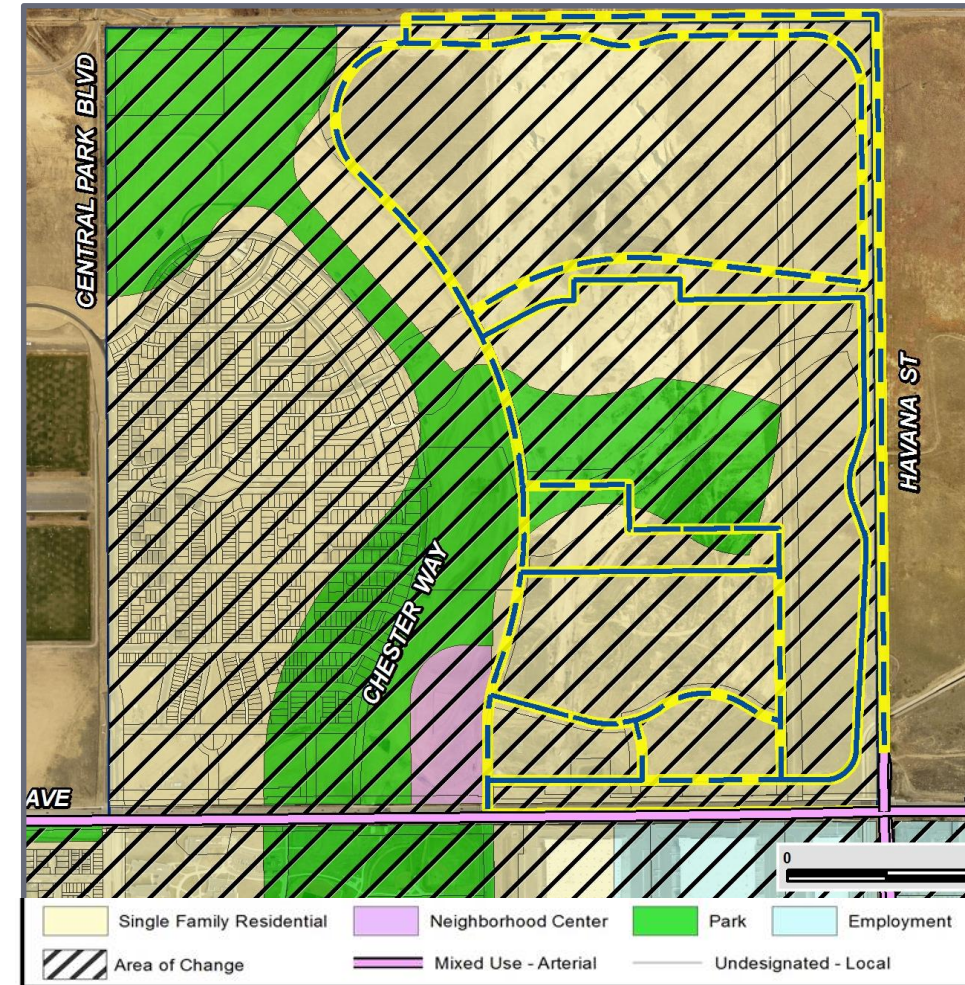 CENTRAL PARK BLVD
HAVANA ST
CHESTER WAY
AVE
0
Single Family Residential
Neighborhood Center
Park
Employment
Area of Change
Mixed Use - Arterial
Undesignated - Local